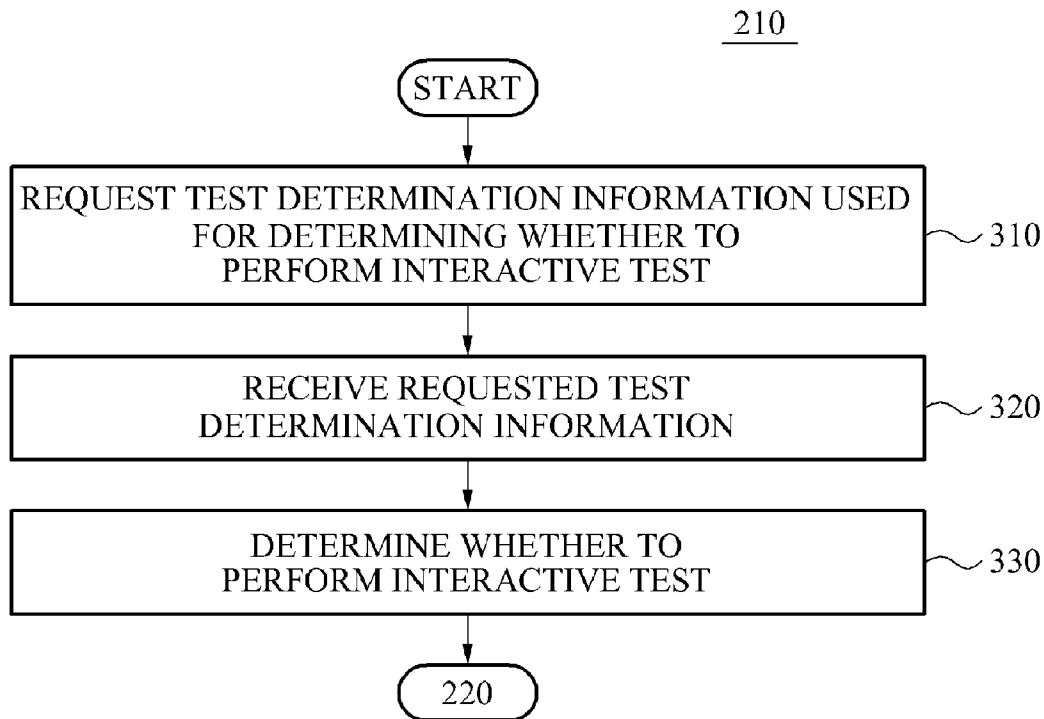 210
START
REQUEST TEST DETERMINATION INFORMATION USED
FOR DETERMINING WHETHER TO
PERFORM INTERACTIVE TEST
310
RECEIVE REQUESTED TEST
DETERMINATION INFORMATION
320
DETERMINE WHETHER TO
PERFORM INTERACTIVE TEST
330
220